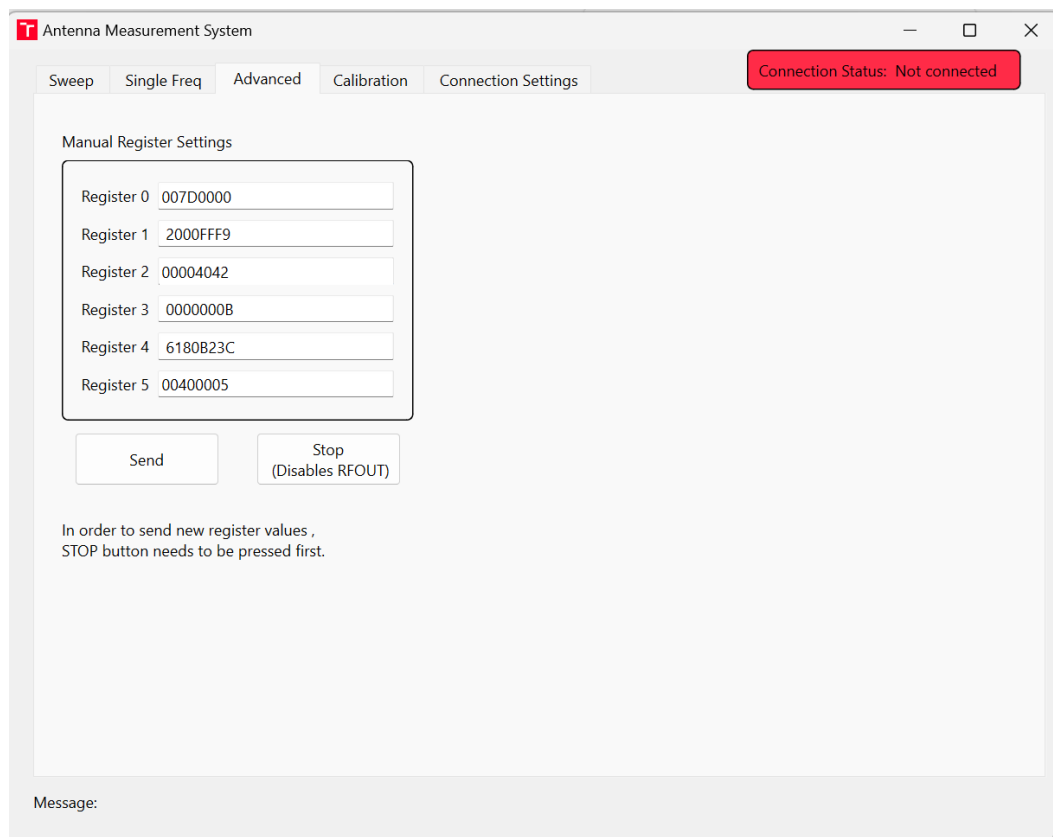 Antenna Measurement System
Connection Status: Not connected
Sweep Single Freq Advanced Calibration Connection Settings
Manual Register Settings
Register 0 007D0000
Register 1 2000FFF9
Register 2 00004042
Register 3 0000000B
Register 4 6180B23C
Register 5 00400005
Send
Stop
(Disables RFOUT)
In order to send new register values ,
STOP button needs to be pressed first.
Message: